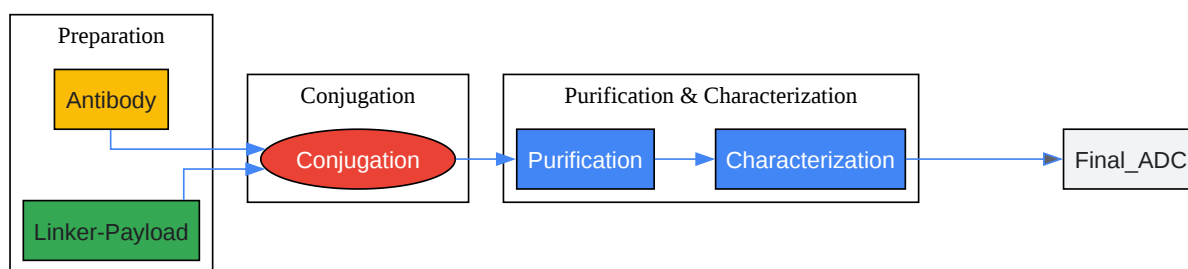 Preparation
Antibody
Linker-Payload
Conjugation
Conjugation
Purification & Characterization
Purification
Characterization
Final_ADC